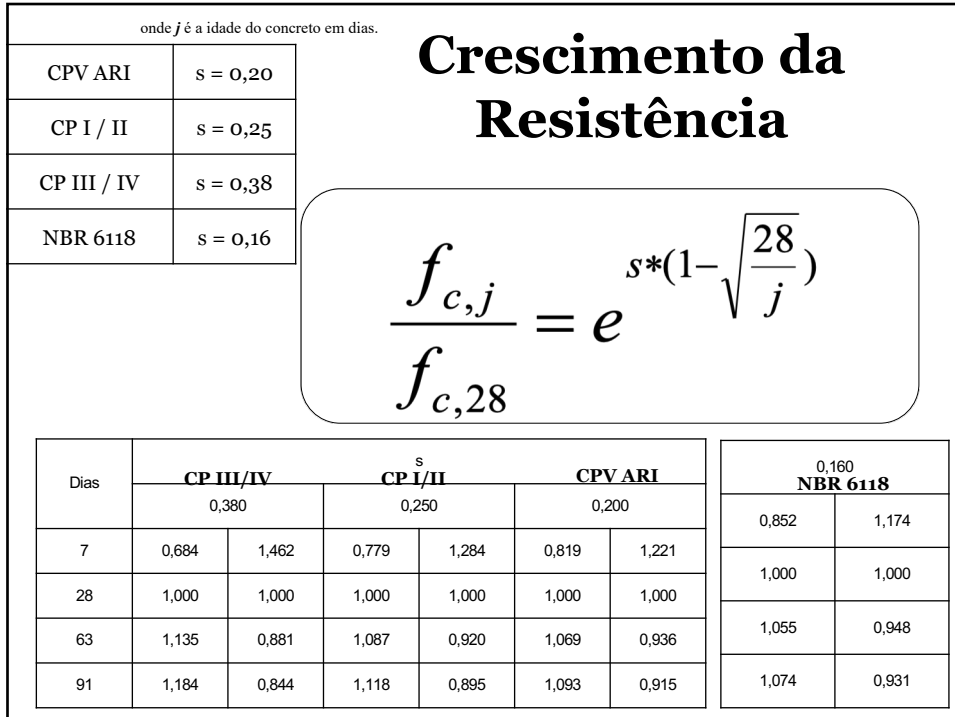 onde j é a idade do concreto em dias.
Crescimento da
Resistência
CPV ARI s = 0,20
CP I / II s = 0,25
CP III / IV s = 0,38
NBR 6118 s = 0,16
f_{c,j} / f_{c,28} = e^{s*(1-√(28/j))}
Dias s
CP III/IV CP I/II CPV ARI
0,380 0,250 0,200
7 0,684 1,462 0,779 1,284 0,819 1,221
28 1,000 1,000 1,000 1,000 1,000 1,000
63 1,135 0,881 1,087 0,920 1,069 0,936
91 1,184 0,844 1,118 0,895 1,093 0,915
0,160
NBR 6118
0,852 1,174
1,000 1,000
1,055 0,948
1,074 0,931